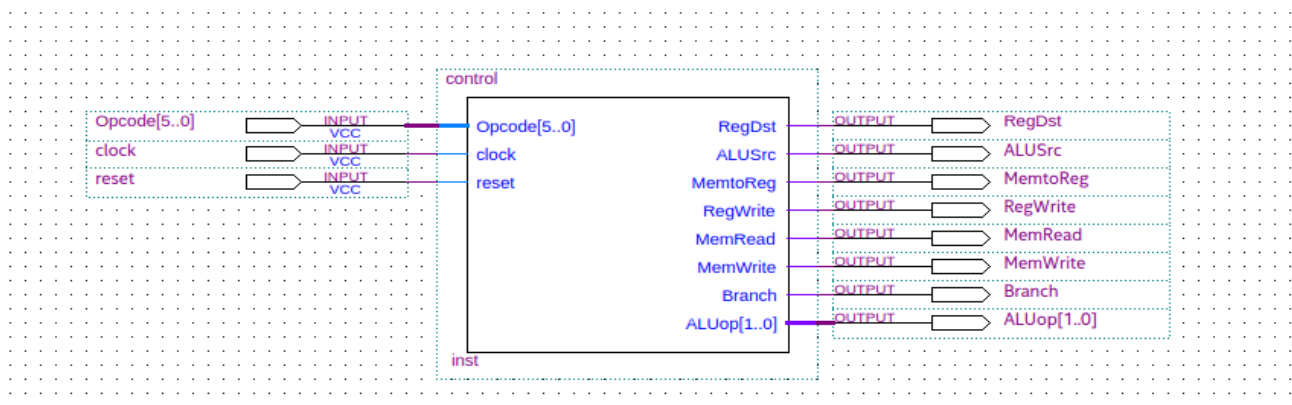 control
Opcode[5..0] INPUT VCC Opcode[5..0] RegDst OUTPUT RegDst
clock INPUT VCC clock ALUSrc OUTPUT ALUSrc
reset INPUT VCC reset MemtoReg OUTPUT MemtoReg
RegWrite OUTPUT RegWrite
MemRead OUTPUT MemRead
MemWrite OUTPUT MemWrite
Branch OUTPUT Branch
ALUop[1..0] OUTPUT ALUop[1..0]
inst